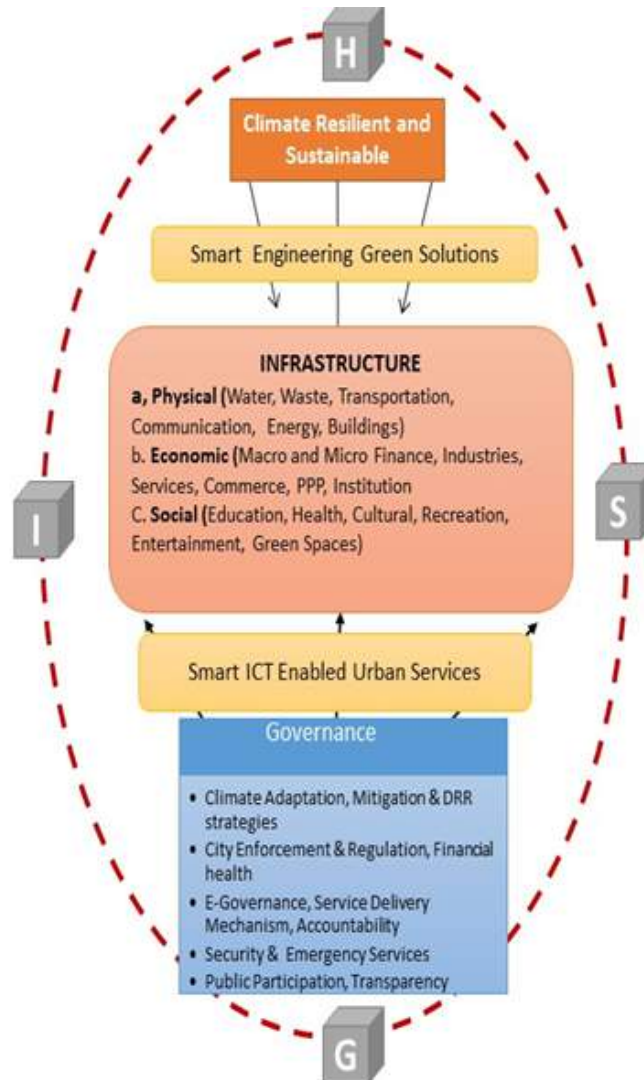 H
Climate Resilient and
Sustainable
Smart Engineering Green Solutions
INFRASTRUCTURE
a, Physical (Water, Waste, Transportation,
Communication, Energy, Buildings)
b. Economic (Macro and Micro Finance, Industries,
Services, Commerce, PPP, Institution
C. Social (Education, Health, Cultural, Recreation,
Entertainment, Green Spaces)
I
S
Smart ICT Enabled Urban Services
Governance
• Climate Adaptation, Mitigation & DRR
strategies
• City Enforcement & Regulation, Financial
health
• E-Governance, Service Delivery
Mechanism, Accountability
• Security & Emergency Services
• Public Participation, Transparency
G